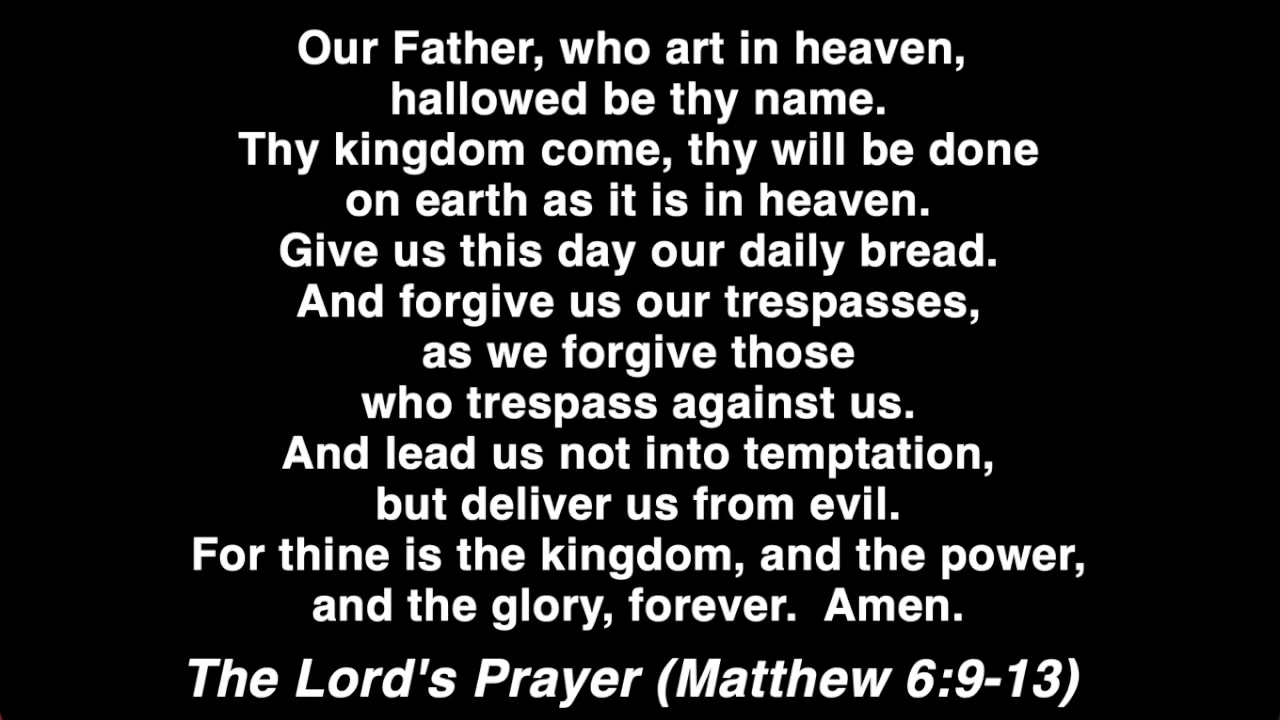 Our Father, who art in heaven,
hallowed be thy name.
Thy kingdom come, thy will be done
on earth as it is in heaven.
Give us this day our daily bread.
And forgive us our trespasses,
as we forgive those
who trespass against us.
And lead us not into temptation,
but deliver us from evil.
For thine is the kingdom, and the power,
and the glory, forever.  Amen.
The Lord's Prayer (Matthew 6:9-13)